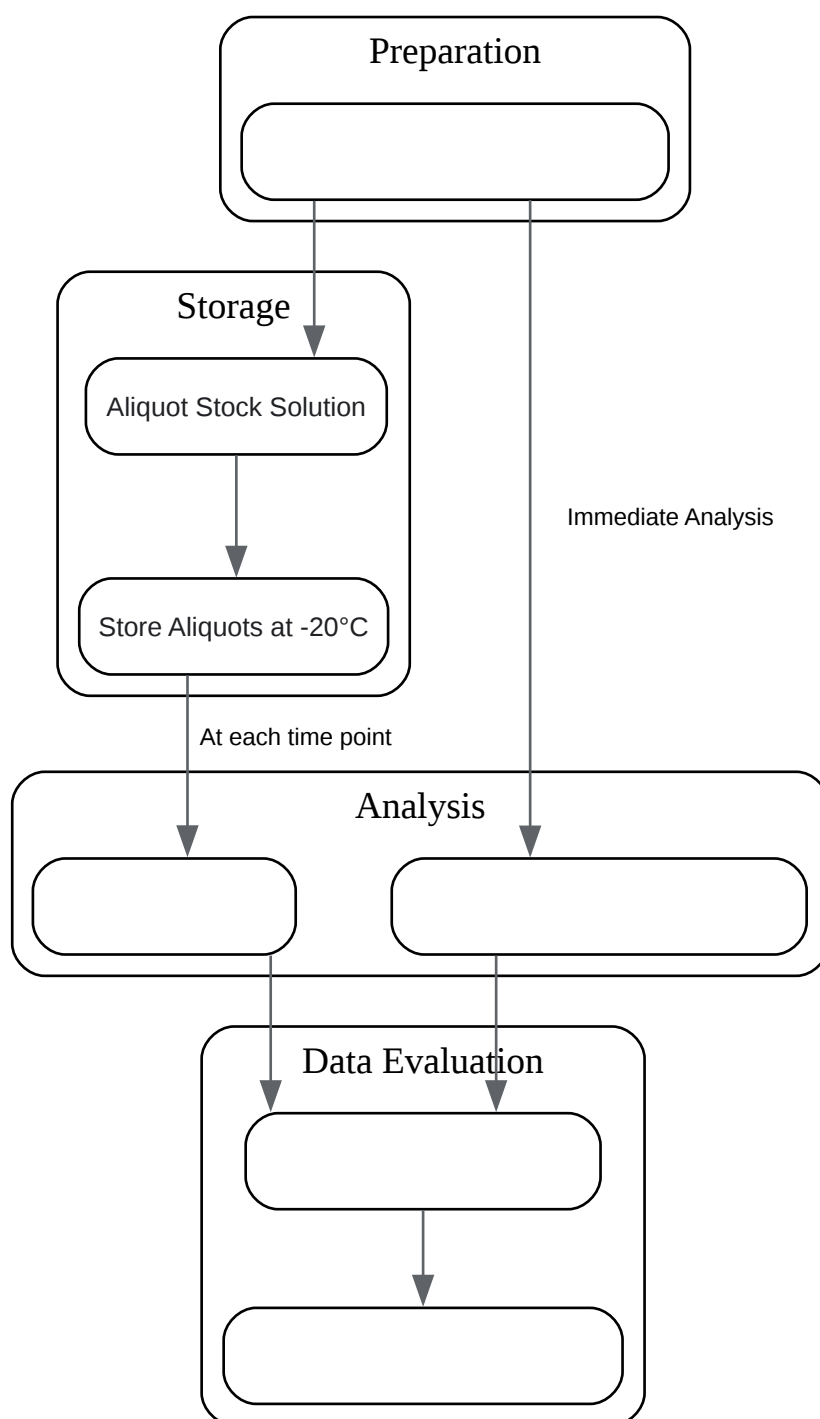 Preparation
Storage
Aliquot Stock Solution
Immediate Analysis
Store Aliquots at -20°C
At each time point
Analysis
Data Evaluation